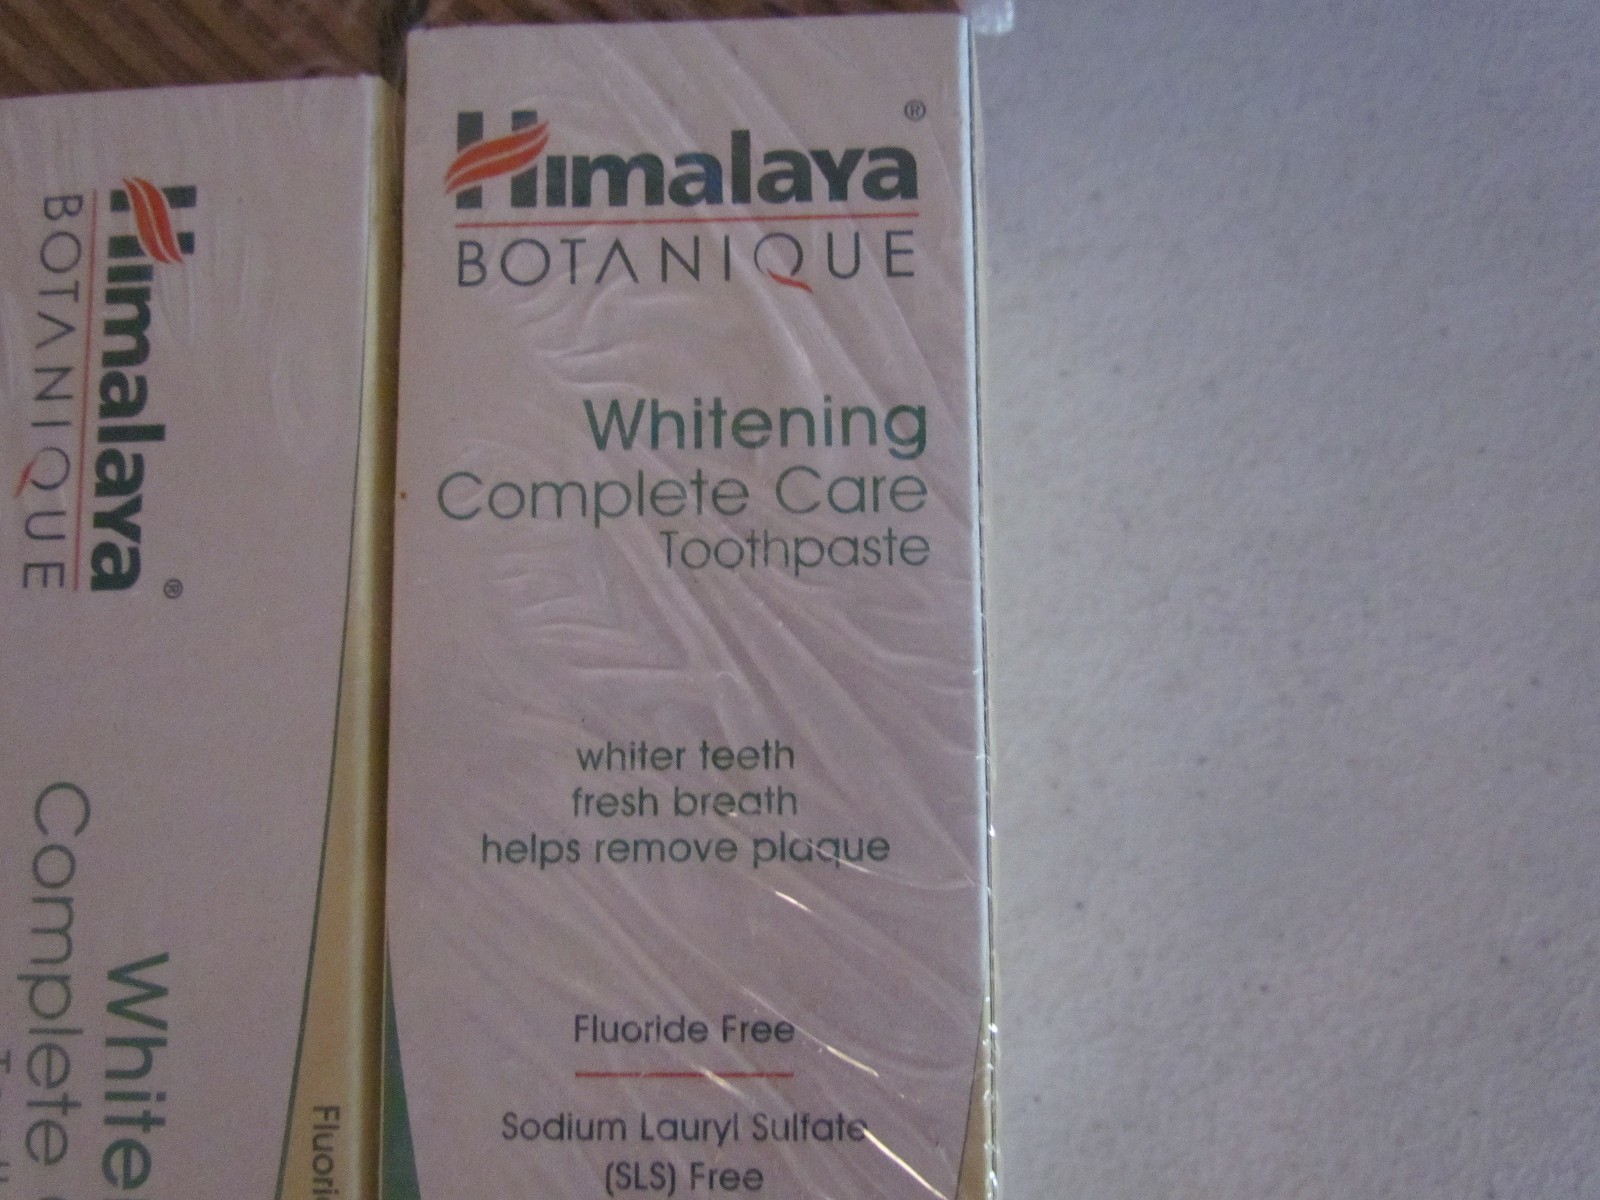 Himalaya®
BOTANIQUE
Whitening
Complete Care
Toothpaste
whiter teeth
fresh breath
helps remove plaque
Fluoride Free
Sodium Lauryl Sulfate
(SLS) Free
Himalaya®
BOTANIQUE
White
Complete
Fluori